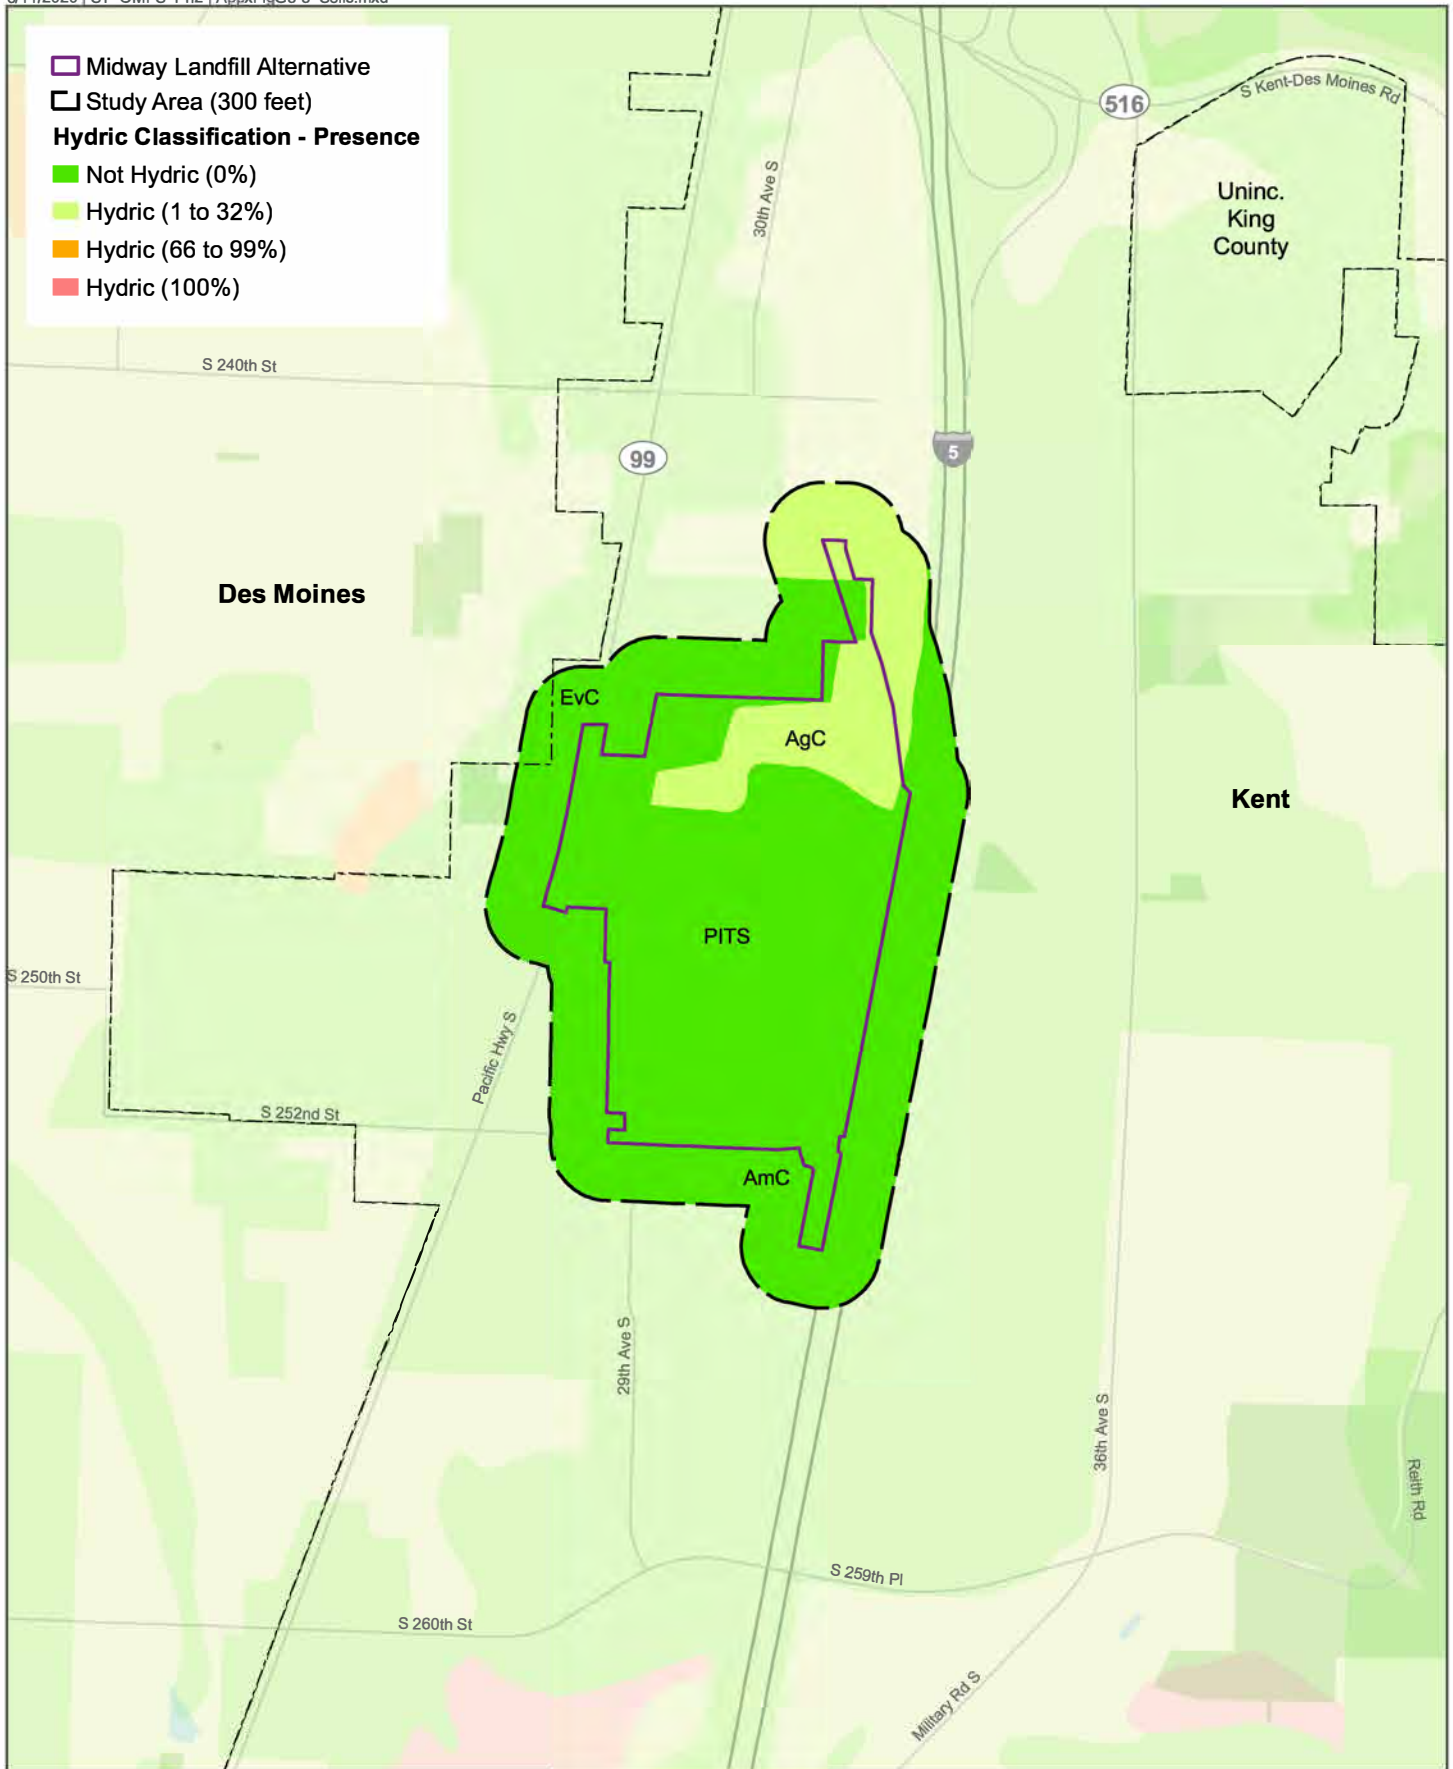 Midway Landfill Alternative
Study Area (300 feet)
Hydric Classification - Presence
Not Hydric (0%)
Hydric (1 to 32%)
Hydric (66 to 99%)
Hydric (100%)
516
S Kent-Des Moines Rd
30th Ave S
Uninc.
King
County
S 240th St
99
5
Des Moines
EvC
AgC
Kent
PITS
S 250th St
Pacific Hwy S
S 252nd St
AmC
29th Ave S
36th Ave S
Reith Rd
S 259th Pl
S 260th St
Military Rd S